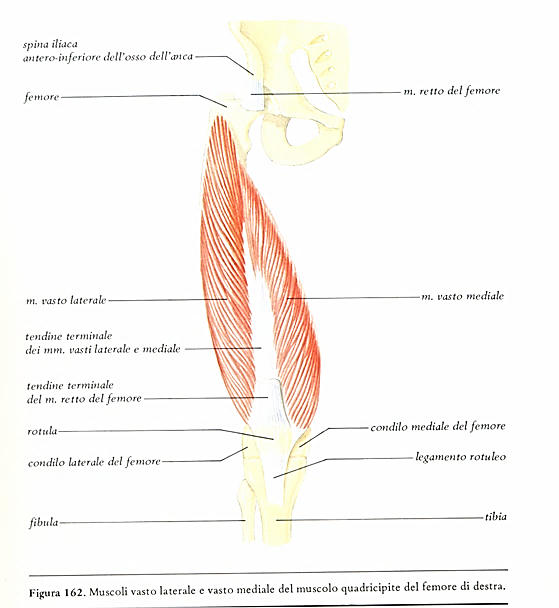 spina iliaca
antero-inferiore dell'osso dell'anca
m. retto del femore
femore
m. vasto laterale
m. vasto mediale
tendine terminale
dei mm. vasti laterale e mediale
tendine terminale
del m. retto del femore
rotula
condilo mediale del femore
condilo laterale del femore
legamento rotuleo
fibula
tibia
Figura 162. Muscoli vasto laterale e vasto mediale del muscolo quadricipite del femore di destra.